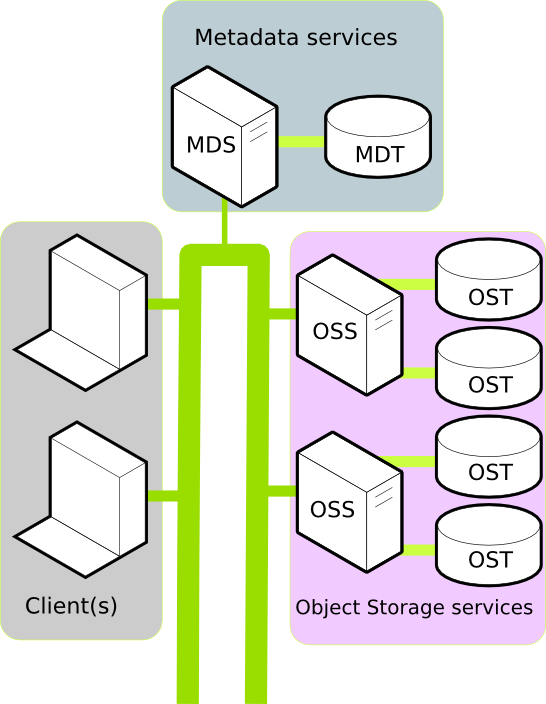 Metadata services
MDS
MDT
OST
OSS
OST
OST
OSS
OST
Client(s)
Object Storage services